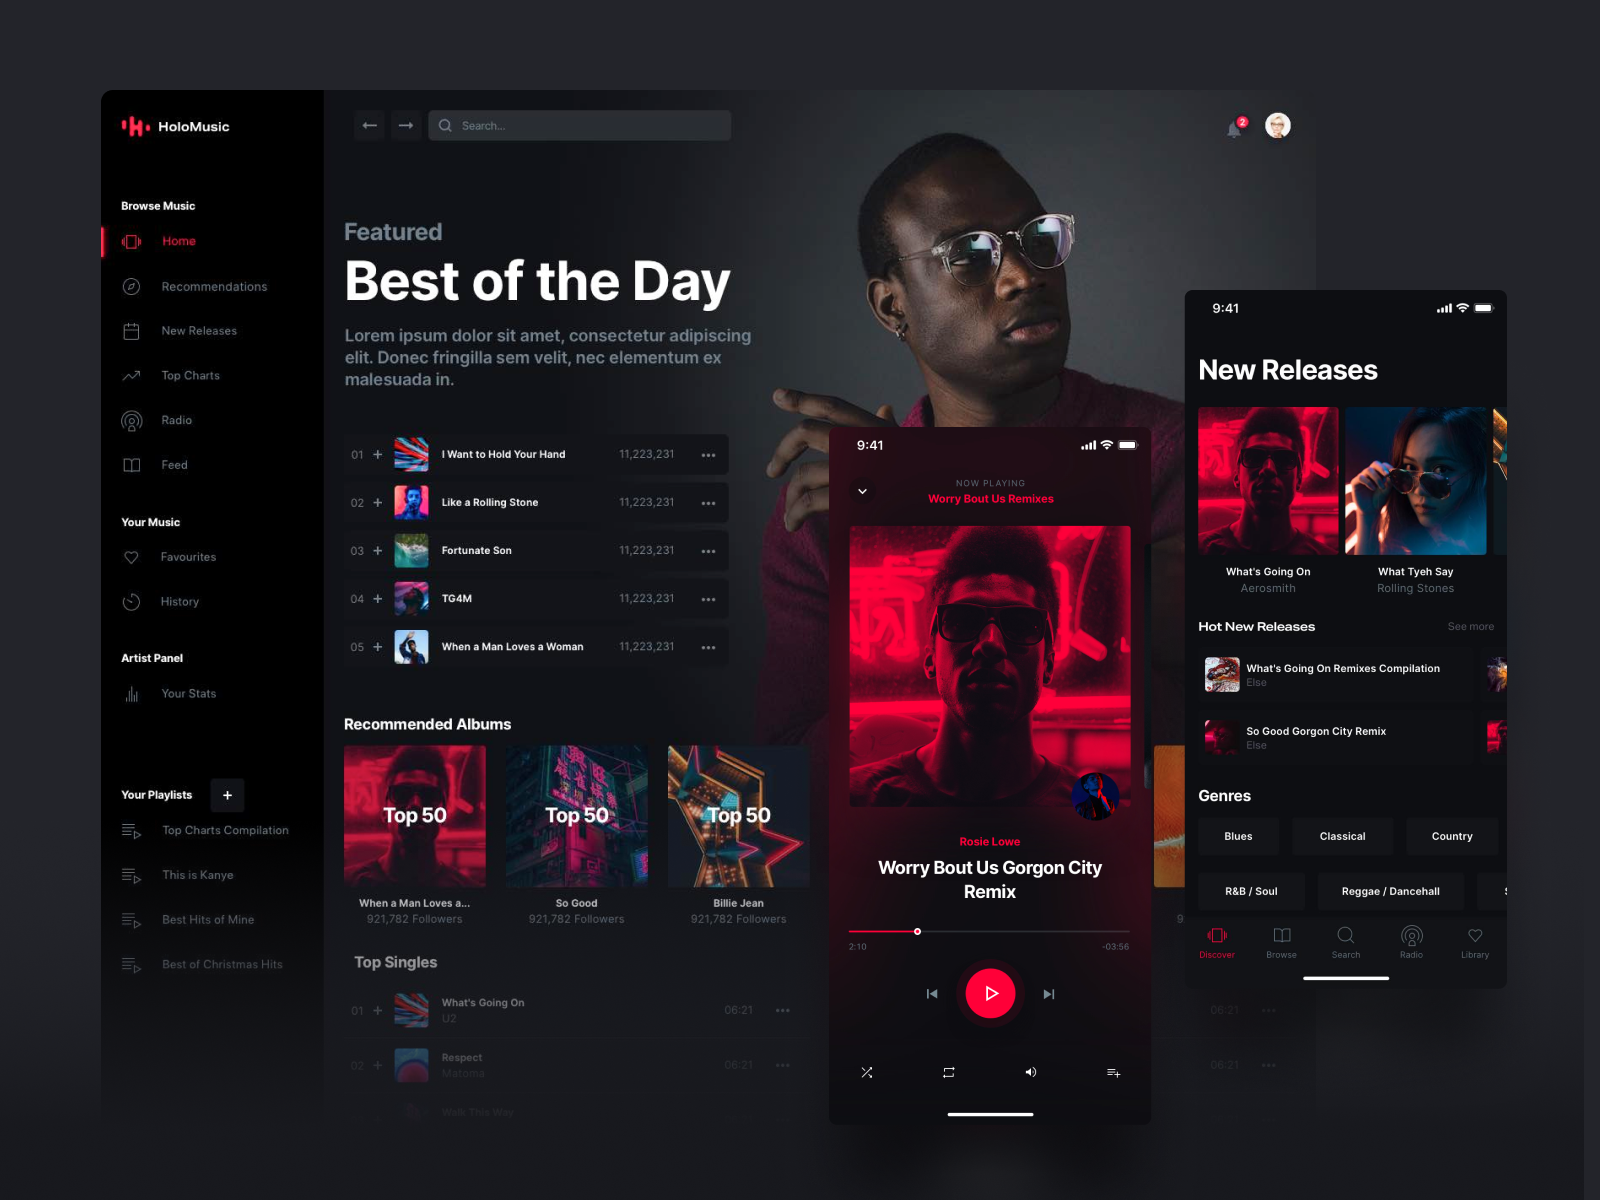 HoloMusic
Browse Music
Home
Recommendations
New Releases
Top Charts
Radio
Feed
Your Music
Favourites
History
Artist Panel
Your Stats
Your Playlists
+
Top Charts Compilation
This is Kanye
Best Hits of Mine
Best of Christmas Hits
Search...
2
Featured
Best of the Day
Lorem ipsum dolor sit amet, consectetur adipiscing
elit. Donec fringilla sem velit, nec elementum ex
malesuada in.
01 + I Want to Hold Your Hand 11,223,231
02 + Like a Rolling Stone 11,223,231
03 + Fortunate Son 11,223,231
04 + TG4M 11,223,231
05 + When a Man Loves a Woman 11,223,231
Recommended Albums
Top 50
When a Man Loves a...
921,782 Followers
Top 50
So Good
921,782 Followers
Top 50
Billie Jean
921,782 Followers
9
Top Singles
01 + What's Going On 06:21
U2
02 + Respect 06:21
Matoma
Walk This Way
06:21
06:21
9:41
NOW PLAYING
Worry Bout Us Remixes
Rosie Lowe
Worry Bout Us Gorgon City
Remix
2:10 -03:56
9:41
New Releases
What's Going On
Aerosmith
What Tyeh Say
Rolling Stones
Hot New Releases See more
What's Going On Remixes Compilation
Else
So Good Gorgon City Remix
Else
Genres
Blues Classical Country
R&B / Soul Reggae / Dancehall S
Discover Browse Search Radio Library